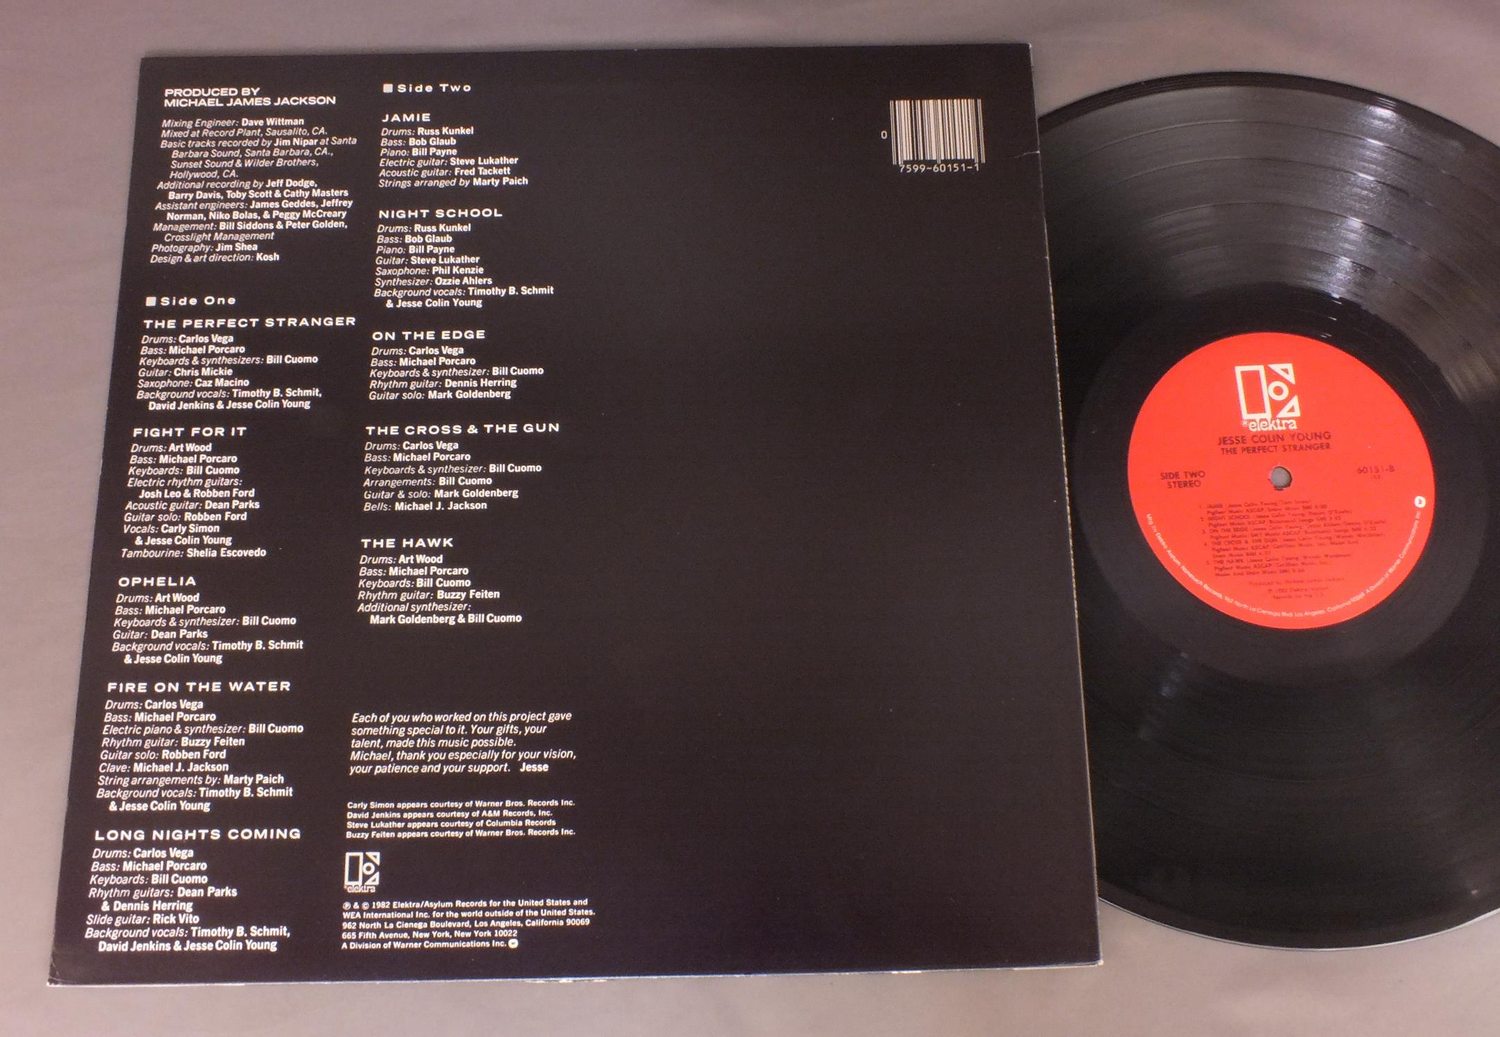 PRODUCED BY
MICHAEL JAMES JACKSON
Mixing Engineer: Dave Wittman
Mixed at Record Plant, Sausalito, CA.
Basic tracks recorded by Jim Nipar at Santa
Barbara Sound, Santa Barbara, CA.,
Sunset Sound & Wilder Brothers,
Hollywood, CA.
Additional recording by Jeff Dodge,
Barry Davis, Toby Scott & Cathy Masters
Assistant engineers: James Geddes, Jeffrey
Norman, Niko Bolas, & Peggy McCreary
Management: Bill Siddons & Peter Golden,
Crosslight Management
Photography: Jim Shea
Design & art direction: Kosh
Side One
THE PERFECT STRANGER
Drums: Carlos Vega
Bass: Michael Porcaro
Keyboards & synthesizers: Bill Cuomo
Guitar: Chris Mickie
Saxophone: Caz Macino
Background vocals: Timothy B. Schmit,
David Jenkins & Jesse Colin Young
FIGHT FOR IT
Drums: Art Wood
Bass: Michael Porcaro
Keyboards: Bill Cuomo
Electric rhythm guitars:
Josh Leo & Robben Ford
Acoustic guitar: Dean Parks
Guitar solo: Robben Ford
Vocals: Carly Simon
& Jesse Colin Young
Tambourine: Shelia Escovedo
OPHELIA
Drums: Art Wood
Bass: Michael Porcaro
Keyboards & synthesizer: Bill Cuomo
Guitar: Dean Parks
Background vocals: Timothy B. Schmit
& Jesse Colin Young
FIRE ON THE WATER
Drums: Carlos Vega
Bass: Michael Porcaro
Electric piano & synthesizer: Bill Cuomo
Rhythm guitar: Buzzy Feiten
Guitar solo: Robben Ford
Clave: Michael J. Jackson
String arrangements by: Marty Paich
Background vocals: Timothy B. Schmit
& Jesse Colin Young
LONG NIGHTS COMING
Drums: Carlos Vega
Bass: Michael Porcaro
Keyboards: Bill Cuomo
Rhythm guitars: Dean Parks
& Dennis Herring
Slide guitar: Rick Vito
Background vocals: Timothy B. Schmit,
David Jenkins & Jesse Colin Young
Side Two
JAMIE
Drums: Russ Kunkel
Bass: Bob Glaub
Piano: Bill Payne
Electric guitar: Steve Lukather
Acoustic guitar: Fred Tackett
Strings arranged by Marty Paich
NIGHT SCHOOL
Drums: Russ Kunkel
Bass: Bob Glaub
Piano: Bill Payne
Guitar: Steve Lukather
Saxophone: Phil Kenzie
Synthesizer: Ozzie Ahlers
Background vocals: Timothy B. Schmit
& Jesse Colin Young
ON THE EDGE
Drums: Carlos Vega
Bass: Michael Porcaro
Keyboards & synthesizer: Bill Cuomo
Rhythm guitar: Dennis Herring
Guitar solo: Mark Goldenberg
THE CROSS & THE GUN
Drums: Carlos Vega
Bass: Michael Porcaro
Keyboards & synthesizer: Bill Cuomo
Arrangements: Bill Cuomo
Guitar & solo: Mark Goldenberg
Bells: Michael J. Jackson
THE HAWK
Drums: Art Wood
Bass: Michael Porcaro
Keyboards: Bill Cuomo
Rhythm guitar: Buzzy Feiten
Additional synthesizer:
Mark Goldenberg & Bill Cuomo
Each of you who worked on this project gave
something special to it. Your gifts, your
talent, made this music possible.
Michael, thank you especially for your vision,
your patience and your support. Jesse
Carly Simon appears courtesy of Warner Bros. Records Inc.
David Jenkins appears courtesy of A&M Records, Inc.
Steve Lukather appears courtesy of Columbia Records
Buzzy Feiten appears courtesy of Warner Bros. Records Inc.
elektra
℗ & © 1982 Elektra/Asylum Records for the United States and
WEA International Inc. for the world outside of the United States.
962 North La Cienega Boulevard, Los Angeles, California 90069
665 Fifth Avenue, New York, New York 10022
A Division of Warner Communications Inc.
0
7599-60151-1
elektra
JESSE COLIN YOUNG
THE PERFECT STRANGER
SIDE TWO
STEREO
60151-B